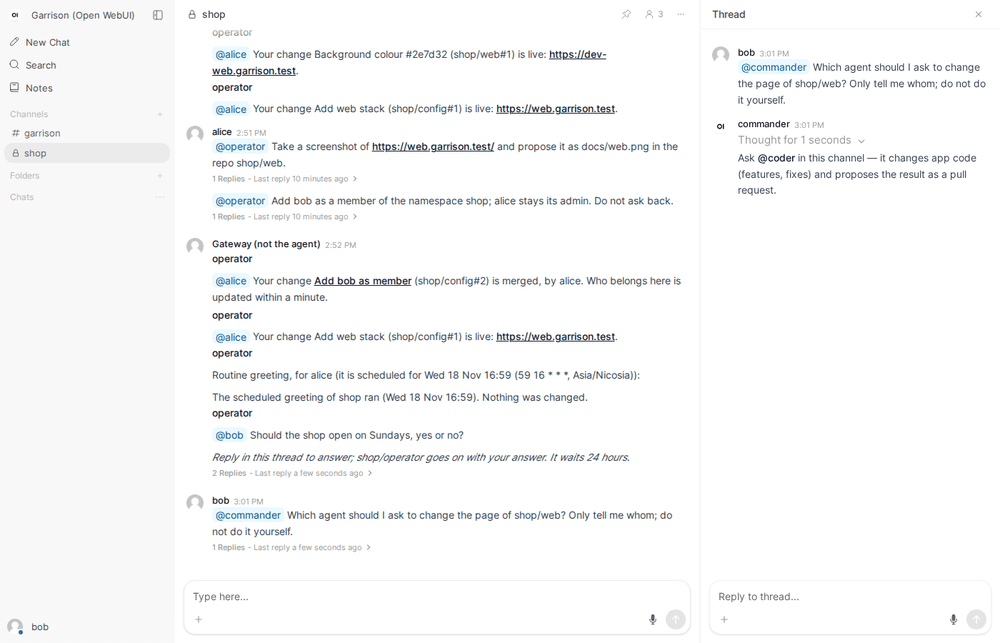 OI Garrison (Open WebUI)
New Chat
Search
Notes
Channels
# garrison
shop
Folders
Chats
bob
shop
3
operator
@alice Your change Background colour #2e7d32 (shop/web#1) is live: https://dev-
web.garrison.test.
operator
@alice Your change Add web stack (shop/config#1) is live: https://web.garrison.test.
alice 2:51 PM
@operator Take a screenshot of https://web.garrison.test/ and propose it as docs/web.png in the
repo shop/web.
1 Replies - Last reply 10 minutes ago
@operator Add bob as a member of the namespace shop; alice stays its admin. Do not ask back.
1 Replies - Last reply 10 minutes ago
Gateway (not the agent) 2:52 PM
operator
@alice Your change Add bob as member (shop/config#2) is merged, by alice. Who belongs here is
updated within a minute.
operator
@alice Your change Add web stack (shop/config#1) is live: https://web.garrison.test.
operator
Routine greeting, for alice (it is scheduled for Wed 18 Nov 16:59 (59 16 * * *, Asia/Nicosia)):
The scheduled greeting of shop ran (Wed 18 Nov 16:59). Nothing was changed.
operator
@bob Should the shop open on Sundays, yes or no?
Reply in this thread to answer; shop/operator goes on with your answer. It waits 24 hours.
2 Replies - Last reply a few seconds ago
bob 3:01 PM
@commander Which agent should I ask to change the page of shop/web? Only tell me whom; do
not do it yourself.
1 Replies - Last reply a few seconds ago
Type here...
Thread
bob 3:01 PM
@commander Which agent should I ask to change
the page of shop/web? Only tell me whom; do not do
it yourself.
OI commander 3:01 PM
Thought for 1 seconds
Ask @coder in this channel — it changes app code
(features, fixes) and proposes the result as a pull
request.
Reply to thread...